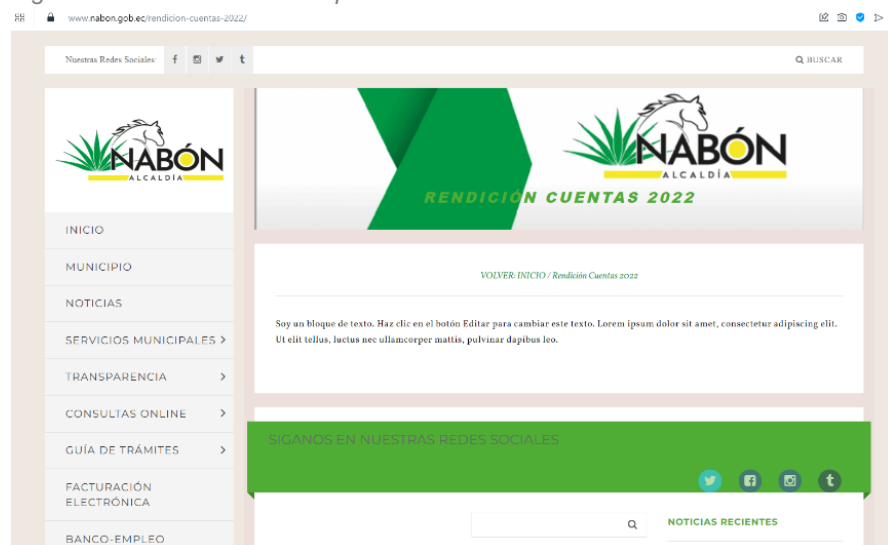 www.nabon.gob.ec/rendicion-cuentas-2022/
Nuestras Redes Sociales:
BUSCAR
NABÓN
ALCALDÍA
INICIO
MUNICIPIO
NOTICIAS
SERVICIOS MUNICIPALES >
TRANSPARENCIA >
CONSULTAS ONLINE >
GUÍA DE TRÁMITES >
FACTURACIÓN
ELECTRÓNICA
BANCO-EMPLEO
NABÓN
ALCALDÍA
RENDICIÓN CUENTAS 2022
VOLVER: INICIO / Rendición Cuentas 2022
Soy un bloque de texto. Haz clic en el botón Editar para cambiar este texto. Lorem ipsum dolor sit amet, consectetur adipiscing elit.
Ut elit tellus, luctus nec ullamcorper mattis, pulvinar dapibus leo.
SIGANOS EN NUESTRAS REDES SOCIALES
NOTICIAS RECIENTES